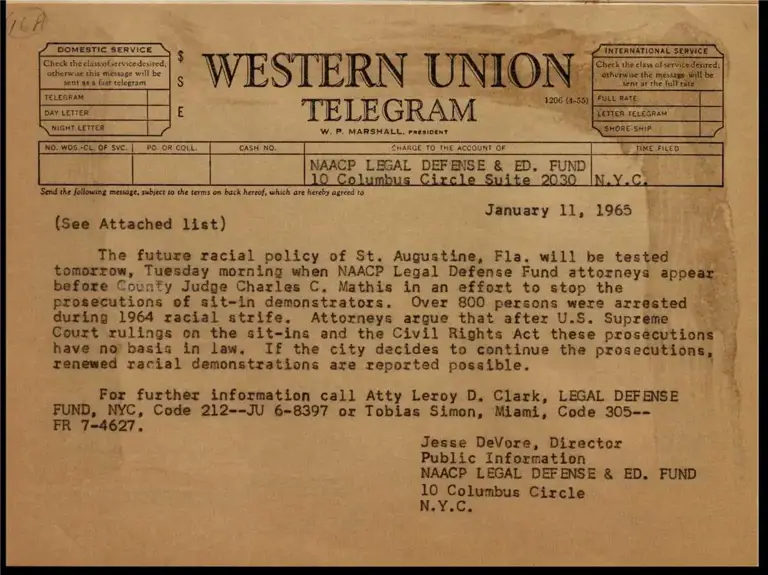 16A
DOMESTIC SERVICE
Check the class of service desired;
otherwise this message will be
sent as a fast telegram
TELEGRAM
DAY LETTER
NIGHT LETTER
$
S
E
WESTERN UNION
TELEGRAM
1206 (4-55)
W. P. MARSHALL, PRESIDENT
INTERNATIONAL SERVICE
Check the class of service desired;
otherwise the message will be
sent at the full rate
FULL RATE
LETTER TELEGRAM
SHORE-SHIP
NO. WDS.-CL. OF SVC. PD. OR COLL. CASH NO. CHARGE TO THE ACCOUNT OF TIME FILED
NAACP LEGAL DEFENSE & ED. FUND
10 Columbus Circle Suite 2030 N.Y.C.
Send the following message, subject to the terms on back hereof, which are hereby agreed to
January 11, 1965
(See Attached list)
The future racial policy of St. Augustine, Fla. will be tested
tomorrow, Tuesday morning when NAACP Legal Defense Fund attorneys appear
before County Judge Charles C. Mathis in an effort to stop the
prosecutions of sit-in demonstrators. Over 800 persons were arrested
during 1964 racial strife. Attorneys argue that after U.S. Supreme
Court rulings on the sit-ins and the Civil Rights Act these prosecutions
have no basis in law. If the city decides to continue the prosecutions,
renewed racial demonstrations are reported possible.
For further information call Atty Leroy D. Clark, LEGAL DEFENSE
FUND, NYC, Code 212--JU 6-8397 or Tobias Simon, Miami, Code 305--
FR 7-4627.
Jesse DeVore, Director
Public Information
NAACP LEGAL DEFENSE & ED. FUND
10 Columbus Circle
N.Y.C.